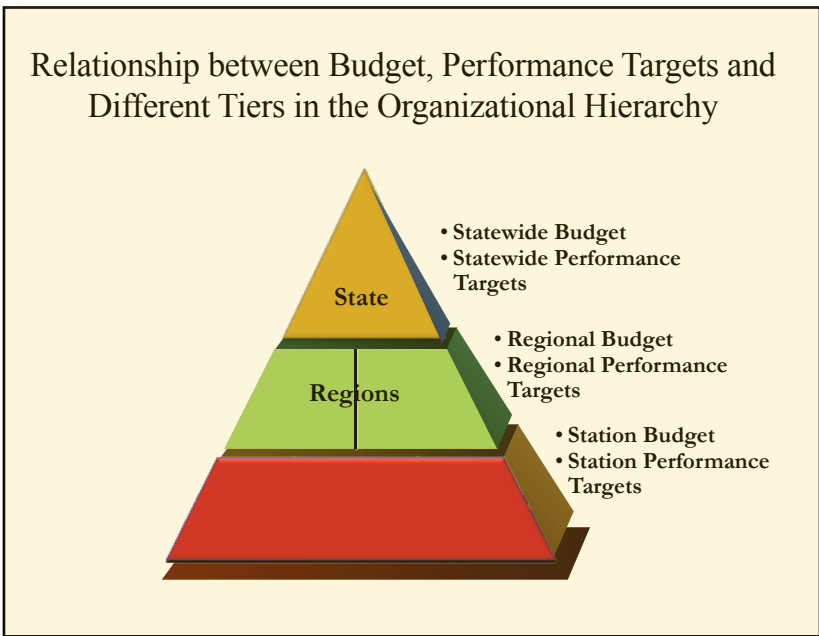 Relationship between Budget, Performance Targets and
Different Tiers in the Organizational Hierarchy
• Statewide Budget
• Statewide Performance
Targets
State
• Regional Budget
• Regional Performance
Targets
Regions
• Station Budget
• Station Performance
Targets